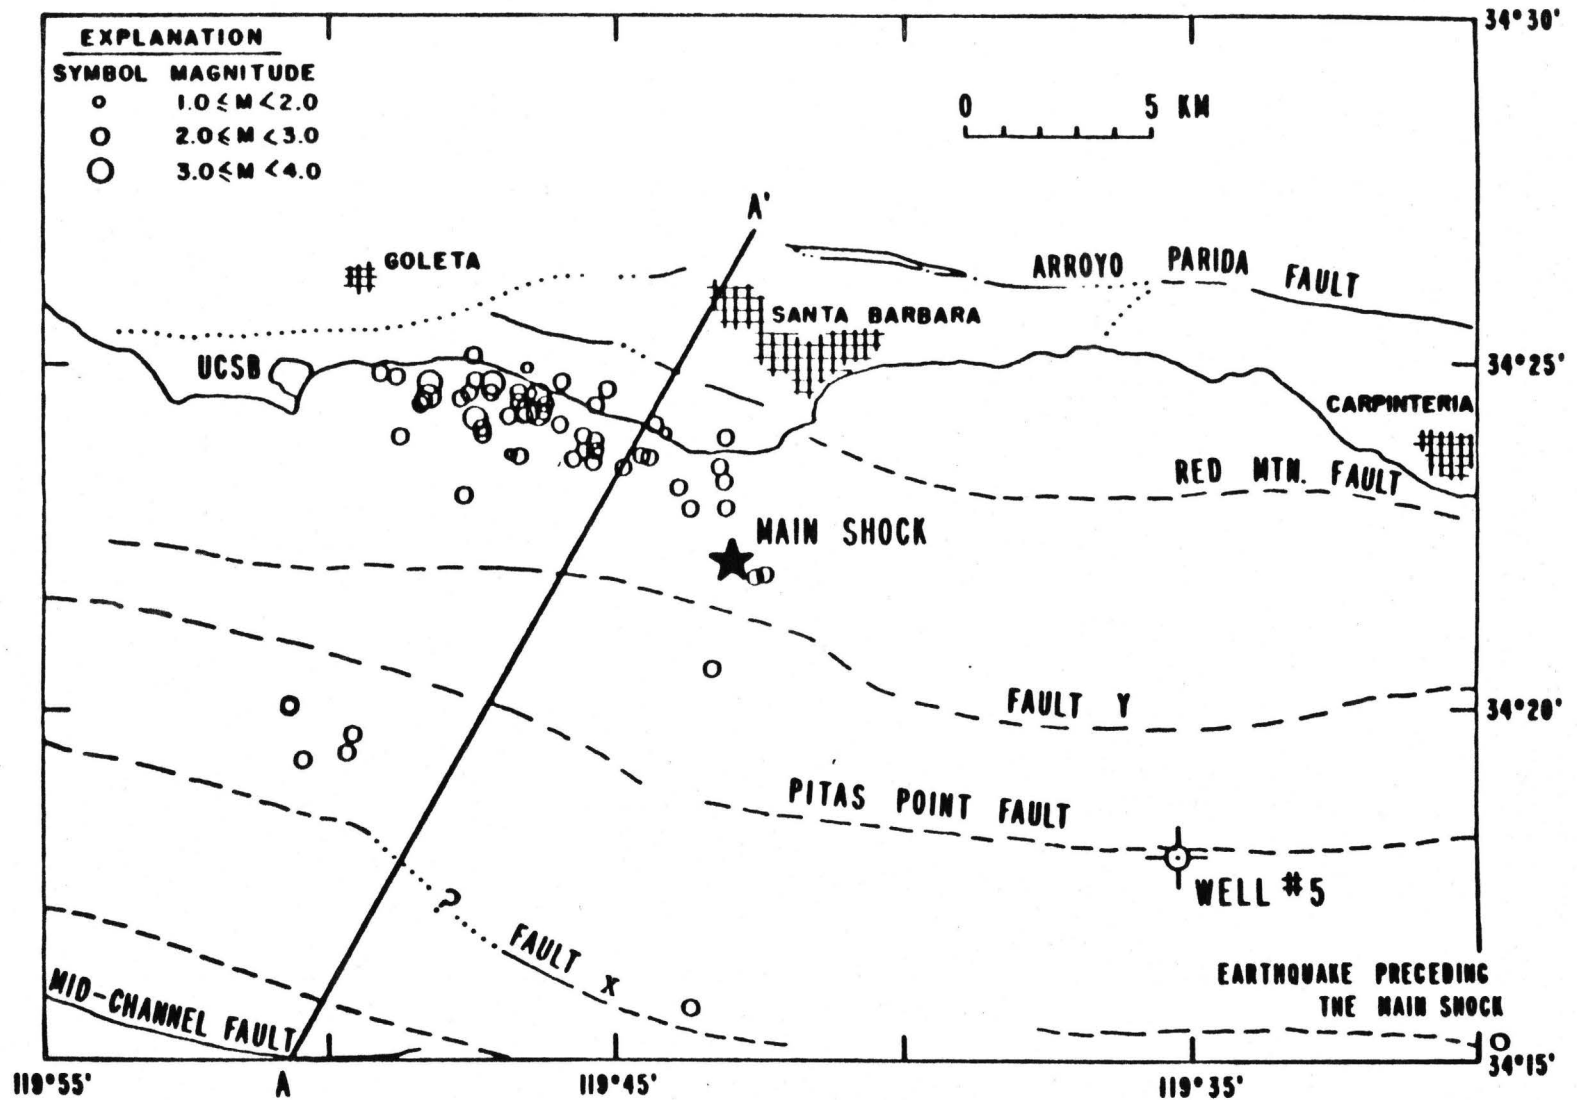 EXPLANATION
SYMBOL MAGNITUDE
1.0 ≤ M < 2.0
2.0 ≤ M < 3.0
3.0 ≤ M < 4.0
0 5 KM
34°30'
A'
GOLETA
ARROYO PARIDA FAULT
SANTA BARBARA
UCSB
34°25'
CARPINTERIA
RED MTN. FAULT
MAIN SHOCK
FAULT Y
34°20'
PITAS POINT FAULT
?
WELL #5
FAULT X
EARTHQUAKE PRECEDING
THE MAIN SHOCK
MID-CHANNEL FAULT
34°15'
119°55'
A
119°45'
119°35'